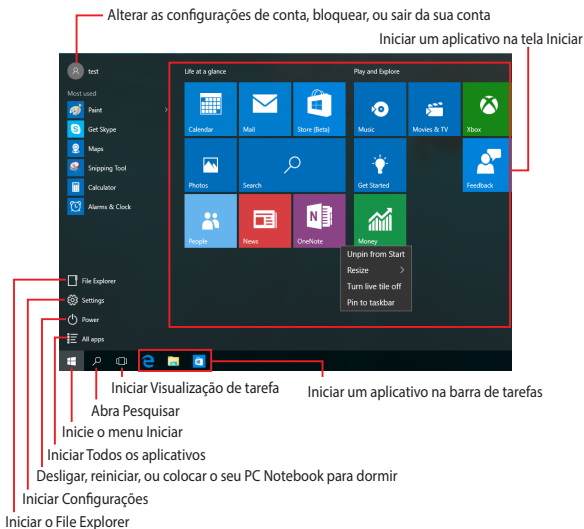 Alterar as configurações de conta, bloquear, ou sair da sua conta
Iniciar um aplicativo na tela Iniciar
test
Life at a glance
Play and Explore
Most used
Paint
Get Skype
Maps
Snipping Tool
Calculator
Alarms & Clock
Calendar
Mail
Store (Beta)
Music
Movies & TV
Xbox
Photos
Search
Get Started
Feedback
People
News
OneNote
Money
Unpin from Start
Resize
Turn live tile off
Pin to taskbar
File Explorer
Settings
Power
All apps
Iniciar Visualização de tarefa
Iniciar um aplicativo na barra de tarefas
Abra Pesquisar
Inicie o menu Iniciar
Iniciar Todos os aplicativos
Desligar, reiniciar, ou colocar o seu PC Notebook para dormir
Iniciar Configurações
Iniciar o File Explorer